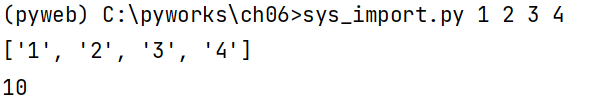 (pyweb) C:\pyworks\ch06>sys_import.py 1 2 3 4
['1', '2', '3', '4']
10